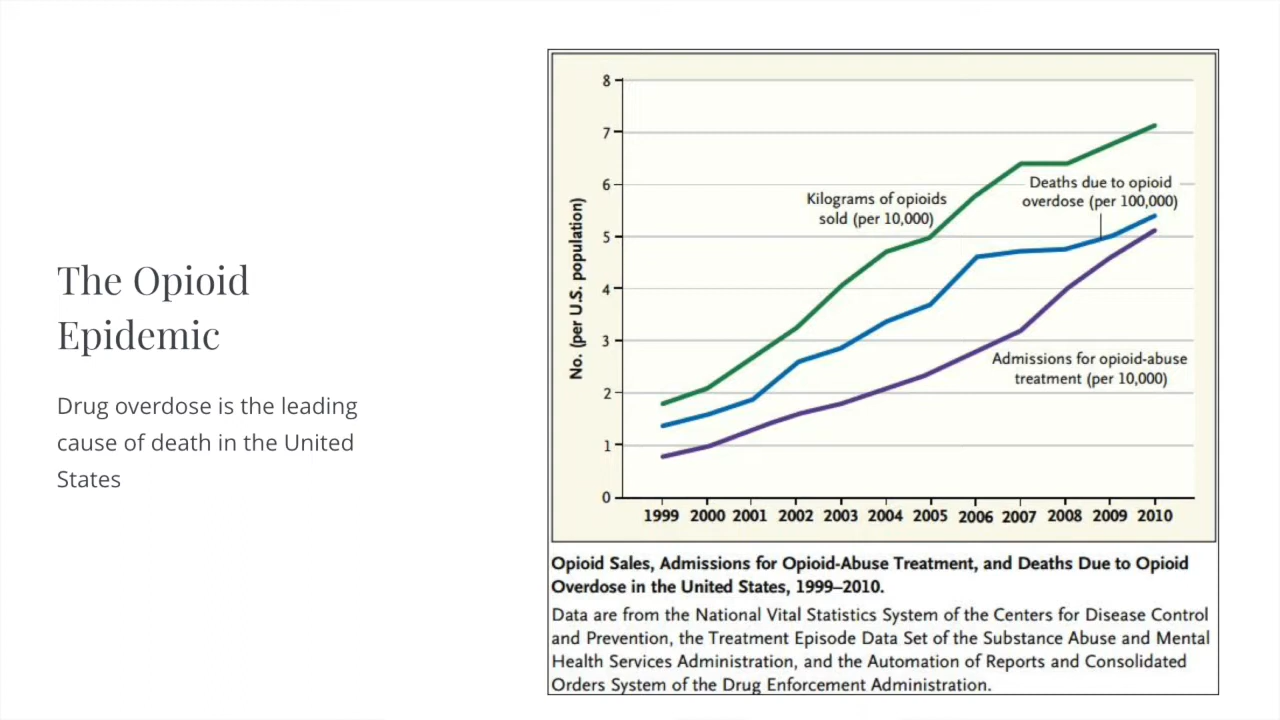 The Opioid
Epidemic
Drug overdose is the leading
cause of death in the United
States
No. (per U.S. population)
8
7
6
5
4
3
2
1
0
Kilograms of opioids
sold (per 10,000)
Deaths due to opioid
overdose (per 100,000)
Admissions for opioid-abuse
treatment (per 10,000)
1999 2000 2001 2002 2003 2004 2005 2006 2007 2008 2009 2010
Opioid Sales, Admissions for Opioid-Abuse Treatment, and Deaths Due to Opioid
Overdose in the United States, 1999–2010.
Data are from the National Vital Statistics System of the Centers for Disease Control
and Prevention, the Treatment Episode Data Set of the Substance Abuse and Mental
Health Services Administration, and the Automation of Reports and Consolidated
Orders System of the Drug Enforcement Administration.